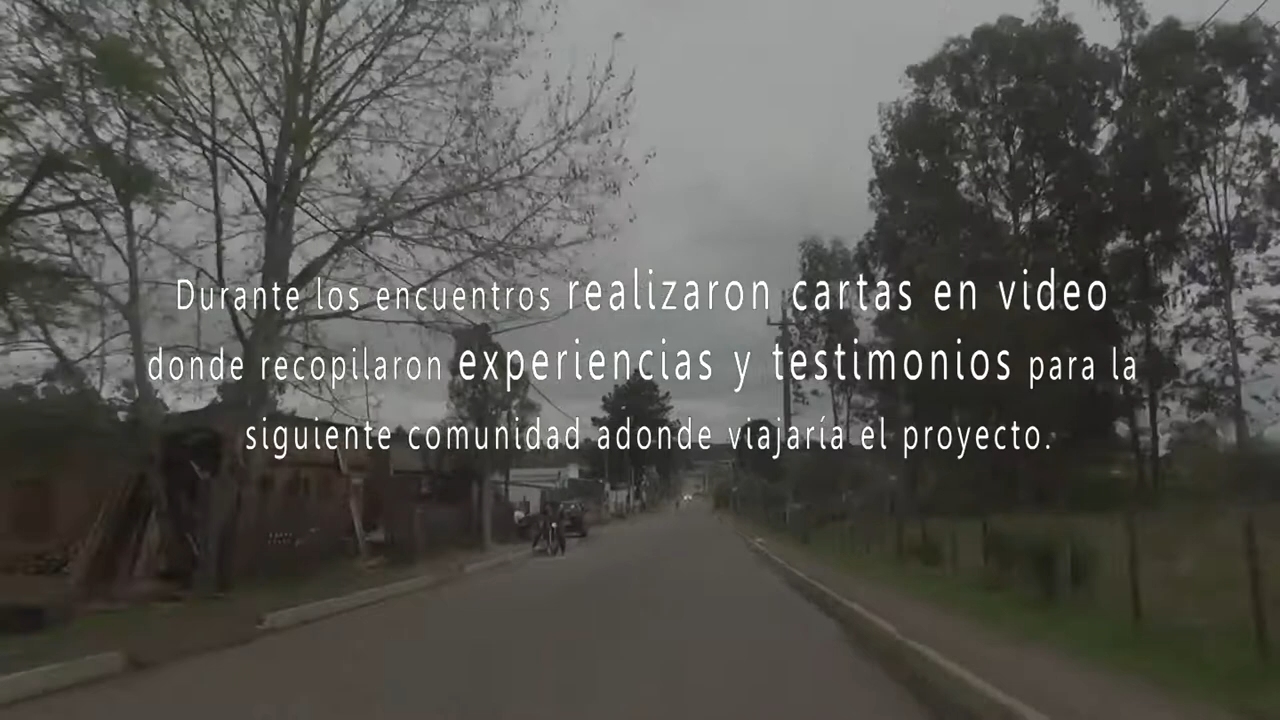 Durante los encuentros realizaron cartas en video
donde recopilaron experiencias y testimonios para la
siguiente comunidad adonde viajaría el proyecto.